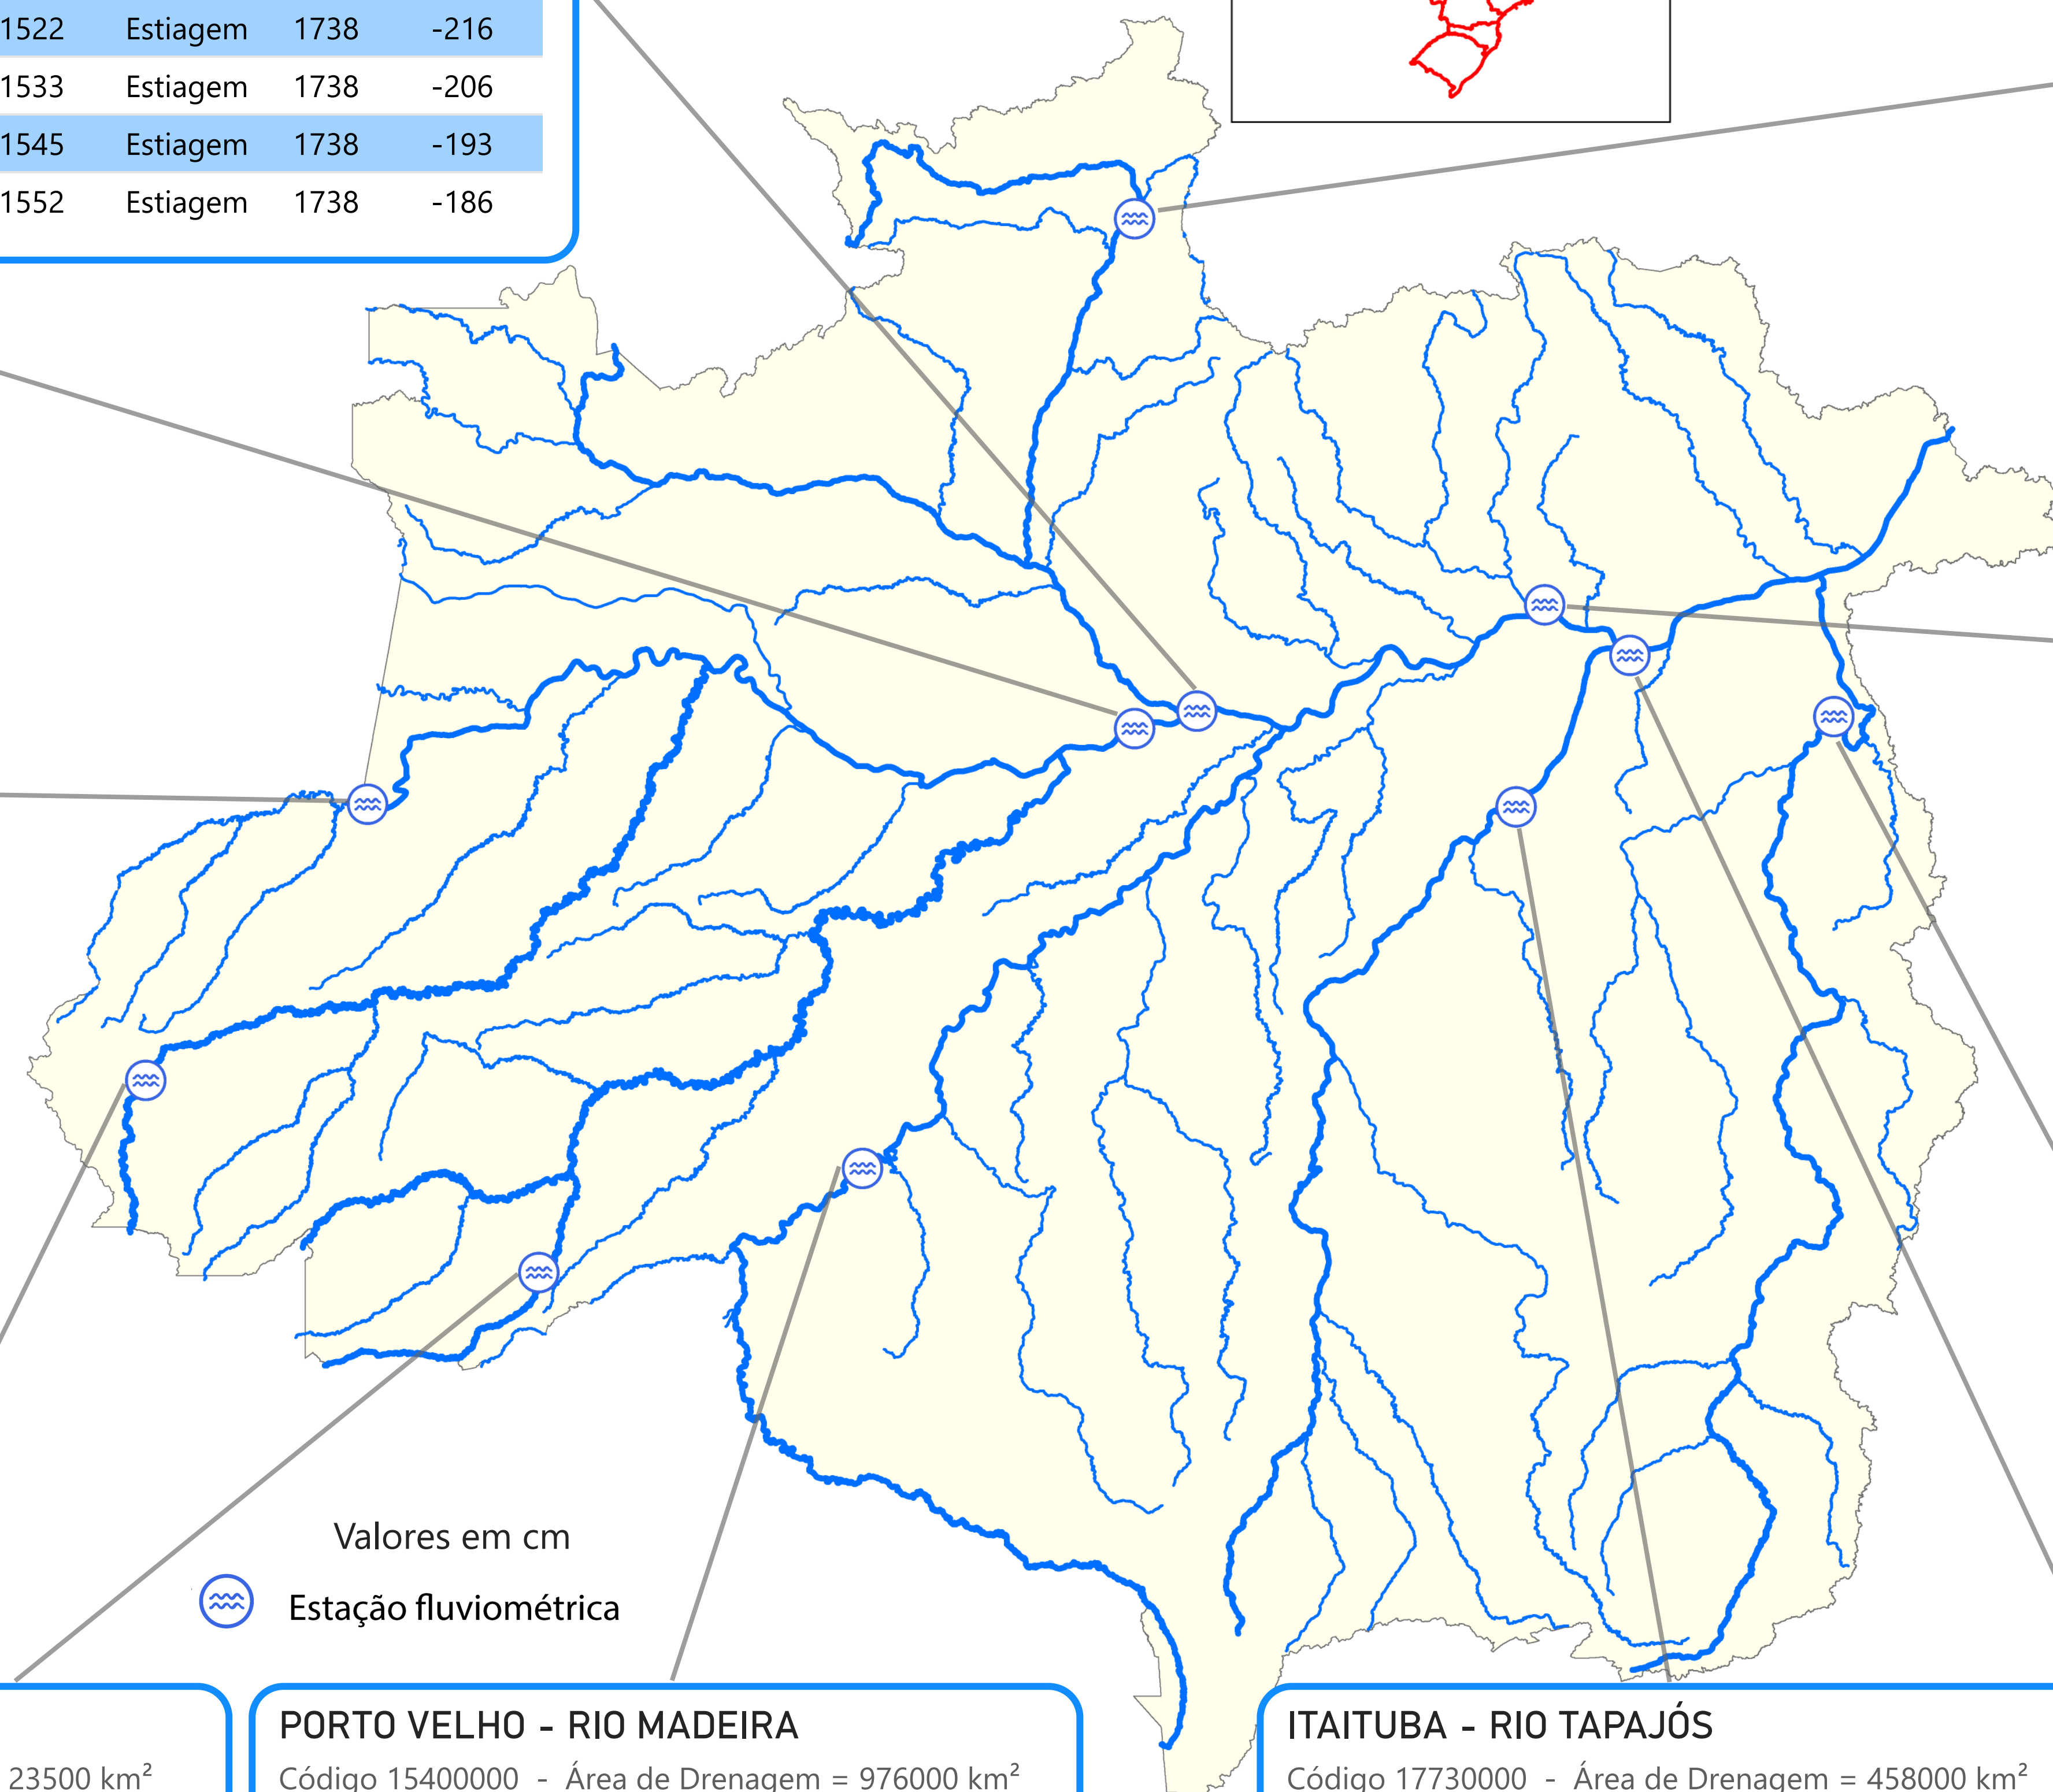 1522 Estiagem 1738 -216
1533 Estiagem 1738 -206
1545 Estiagem 1738 -193
1552 Estiagem 1738 -186
Valores em cm
Estação fluviométrica
23500 km²
PORTO VELHO - RIO MADEIRA
Código 15400000 - Área de Drenagem = 976000 km²
ITAITUBA - RIO TAPAJÓS
Código 17730000 - Área de Drenagem = 458000 km²